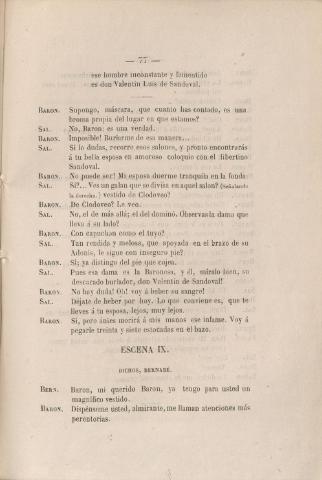 — 71 —
ese hombre inconstante y fementido
es don Valentin Luis de Sandoval.
BARON. Supongo, máscara, que cuanto has contado, es una
broma propia del lugar en que estamos?
SAL. No, Baron: es una verdad.
BARON. Imposible! Burlarme de esa manera...
SAL. Si lo dudas, recorre esos salones, y pronto encontrarás
á tu bella esposa en amoroso coloquio con el libertino
Sandoval.
BARON. No puede ser! Mi esposa duerme tranquila en la fonda.
SAL. Si?... Ves un galan que se divisa en aquel salon? (Señalando
la derecha.) vestido de Clodoveo?
BARON. De Clodoveo? Le veo.
SAL. No, el de más allá; el del dominó. Observas la dama que
lleva á su lado?
BARON. Con capuchon como el tuyo?
SAL. Tan rendida y melosa, que apoyada en el brazo de su
Adonis, le sigue con inseguro pie?
BARON. Si; ya distingo del pie que cojea.
SAL. Pues esa dama es la Baronesa, y él, míralo bien, su
descarado burlador, don Valentin de Sandoval!
BARON. No hay duda! Oh! voy á beber su sangre!
SAL. Déjate de beber por hoy. Lo que conviene es, que te
lleves á tu esposa, lejos, muy lejos.
BARON. Si, pero ántes morirá á mis manos ese infame. Voy á
pegarle treinta y siete estocadas en el bazo.
ESCENA IX.
DICHOS, BERNABÉ.
BERN. Baron, mi querido Baron, ya tengo para usted un
magnífico vestido.
BARON. Dispénseme usted, almirante, me llaman atenciones más
perentorias.